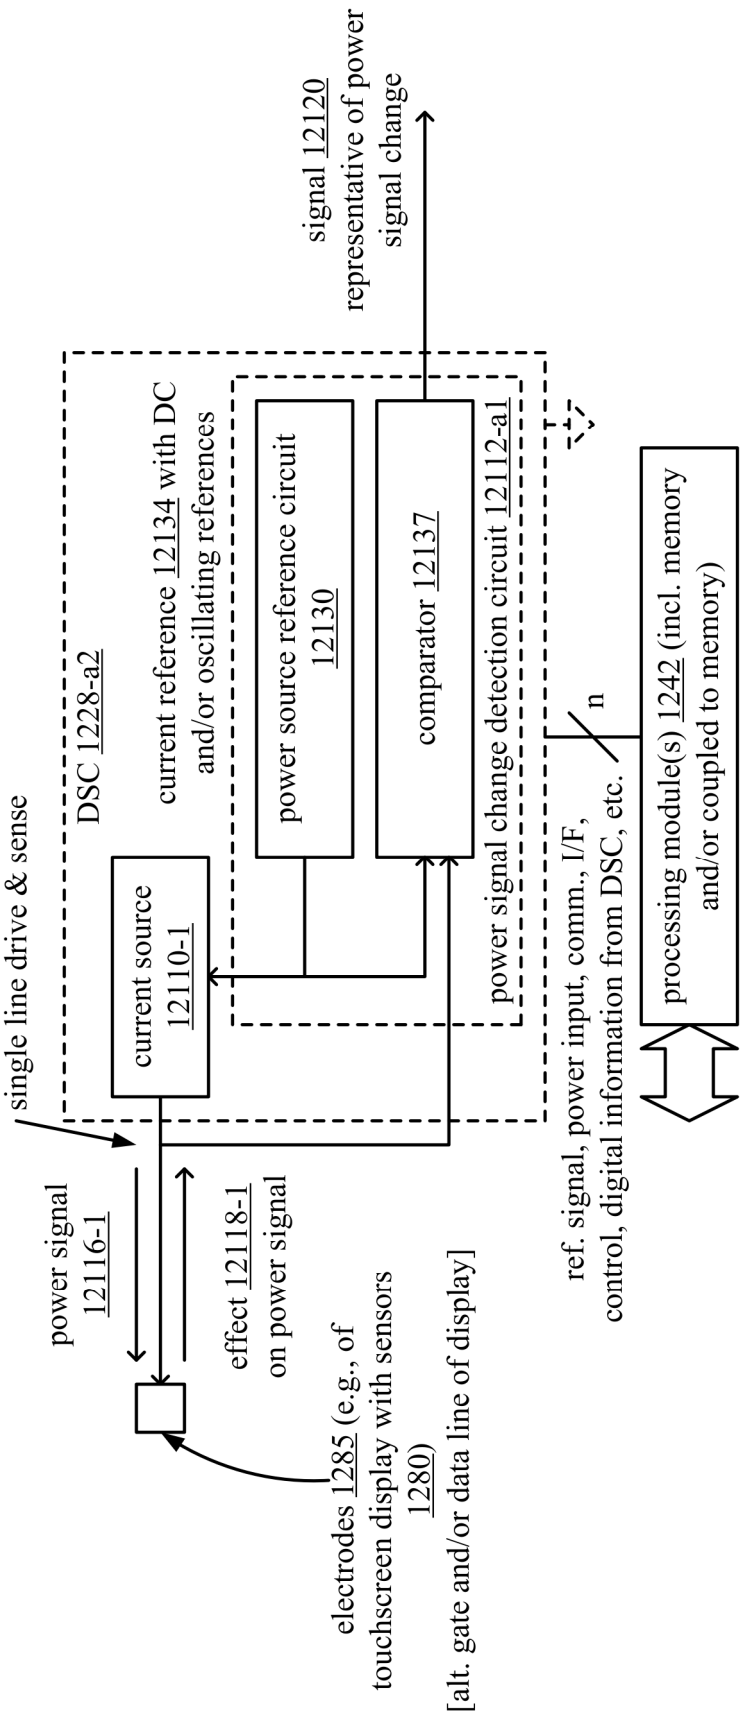 single line drive & sense
DSC 1228-a2
signal 12120
representative of power
signal change
power signal
12116-1
current source
12110-1
current reference 12134 with DC
and/or oscillating references
effect 12118-1
on power signal
power source reference circuit
12130
comparator 12137
power signal change detection circuit 12112-a1
electrodes 1285 (e.g., of
touchscreen display with sensors
1280)
[alt. gate and/or data line of display]
ref. signal, power input, comm., I/F,
control, digital information from DSC, etc.
n
processing module(s) 1242 (incl. memory
and/or coupled to memory)